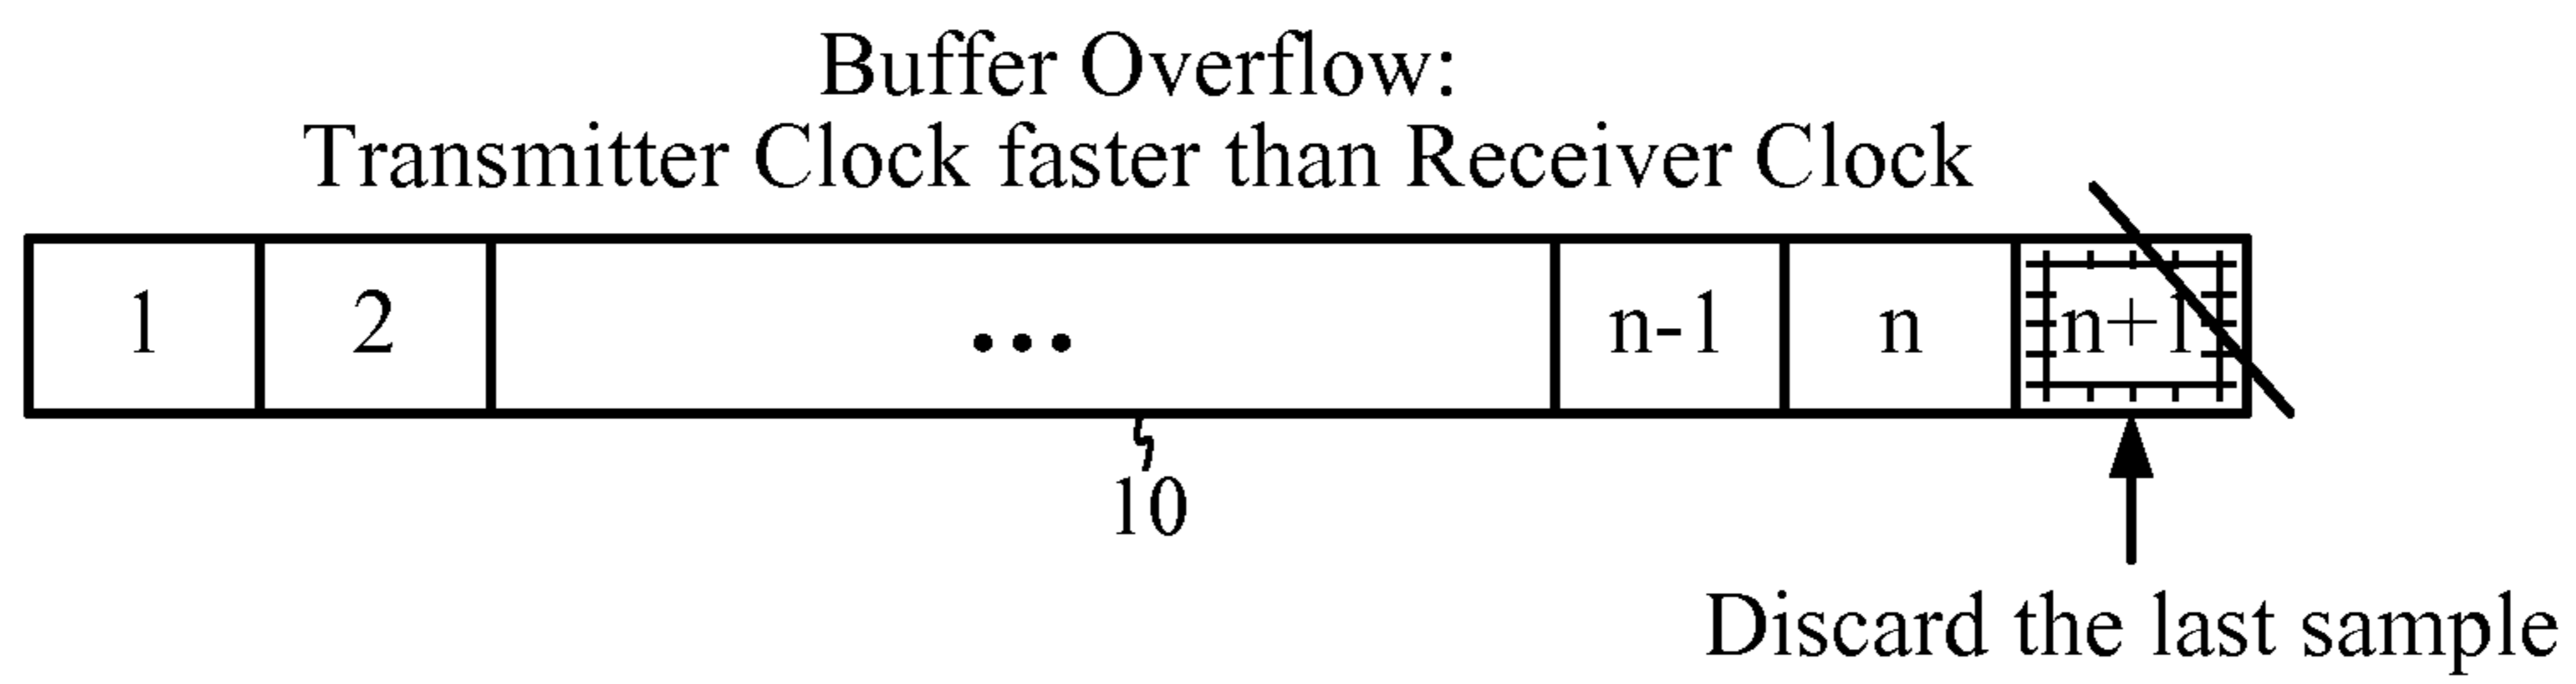 Buffer Overflow:
Transmitter Clock faster than Receiver Clock
1 2 ... n-1 n n+1
10
Discard the last sample